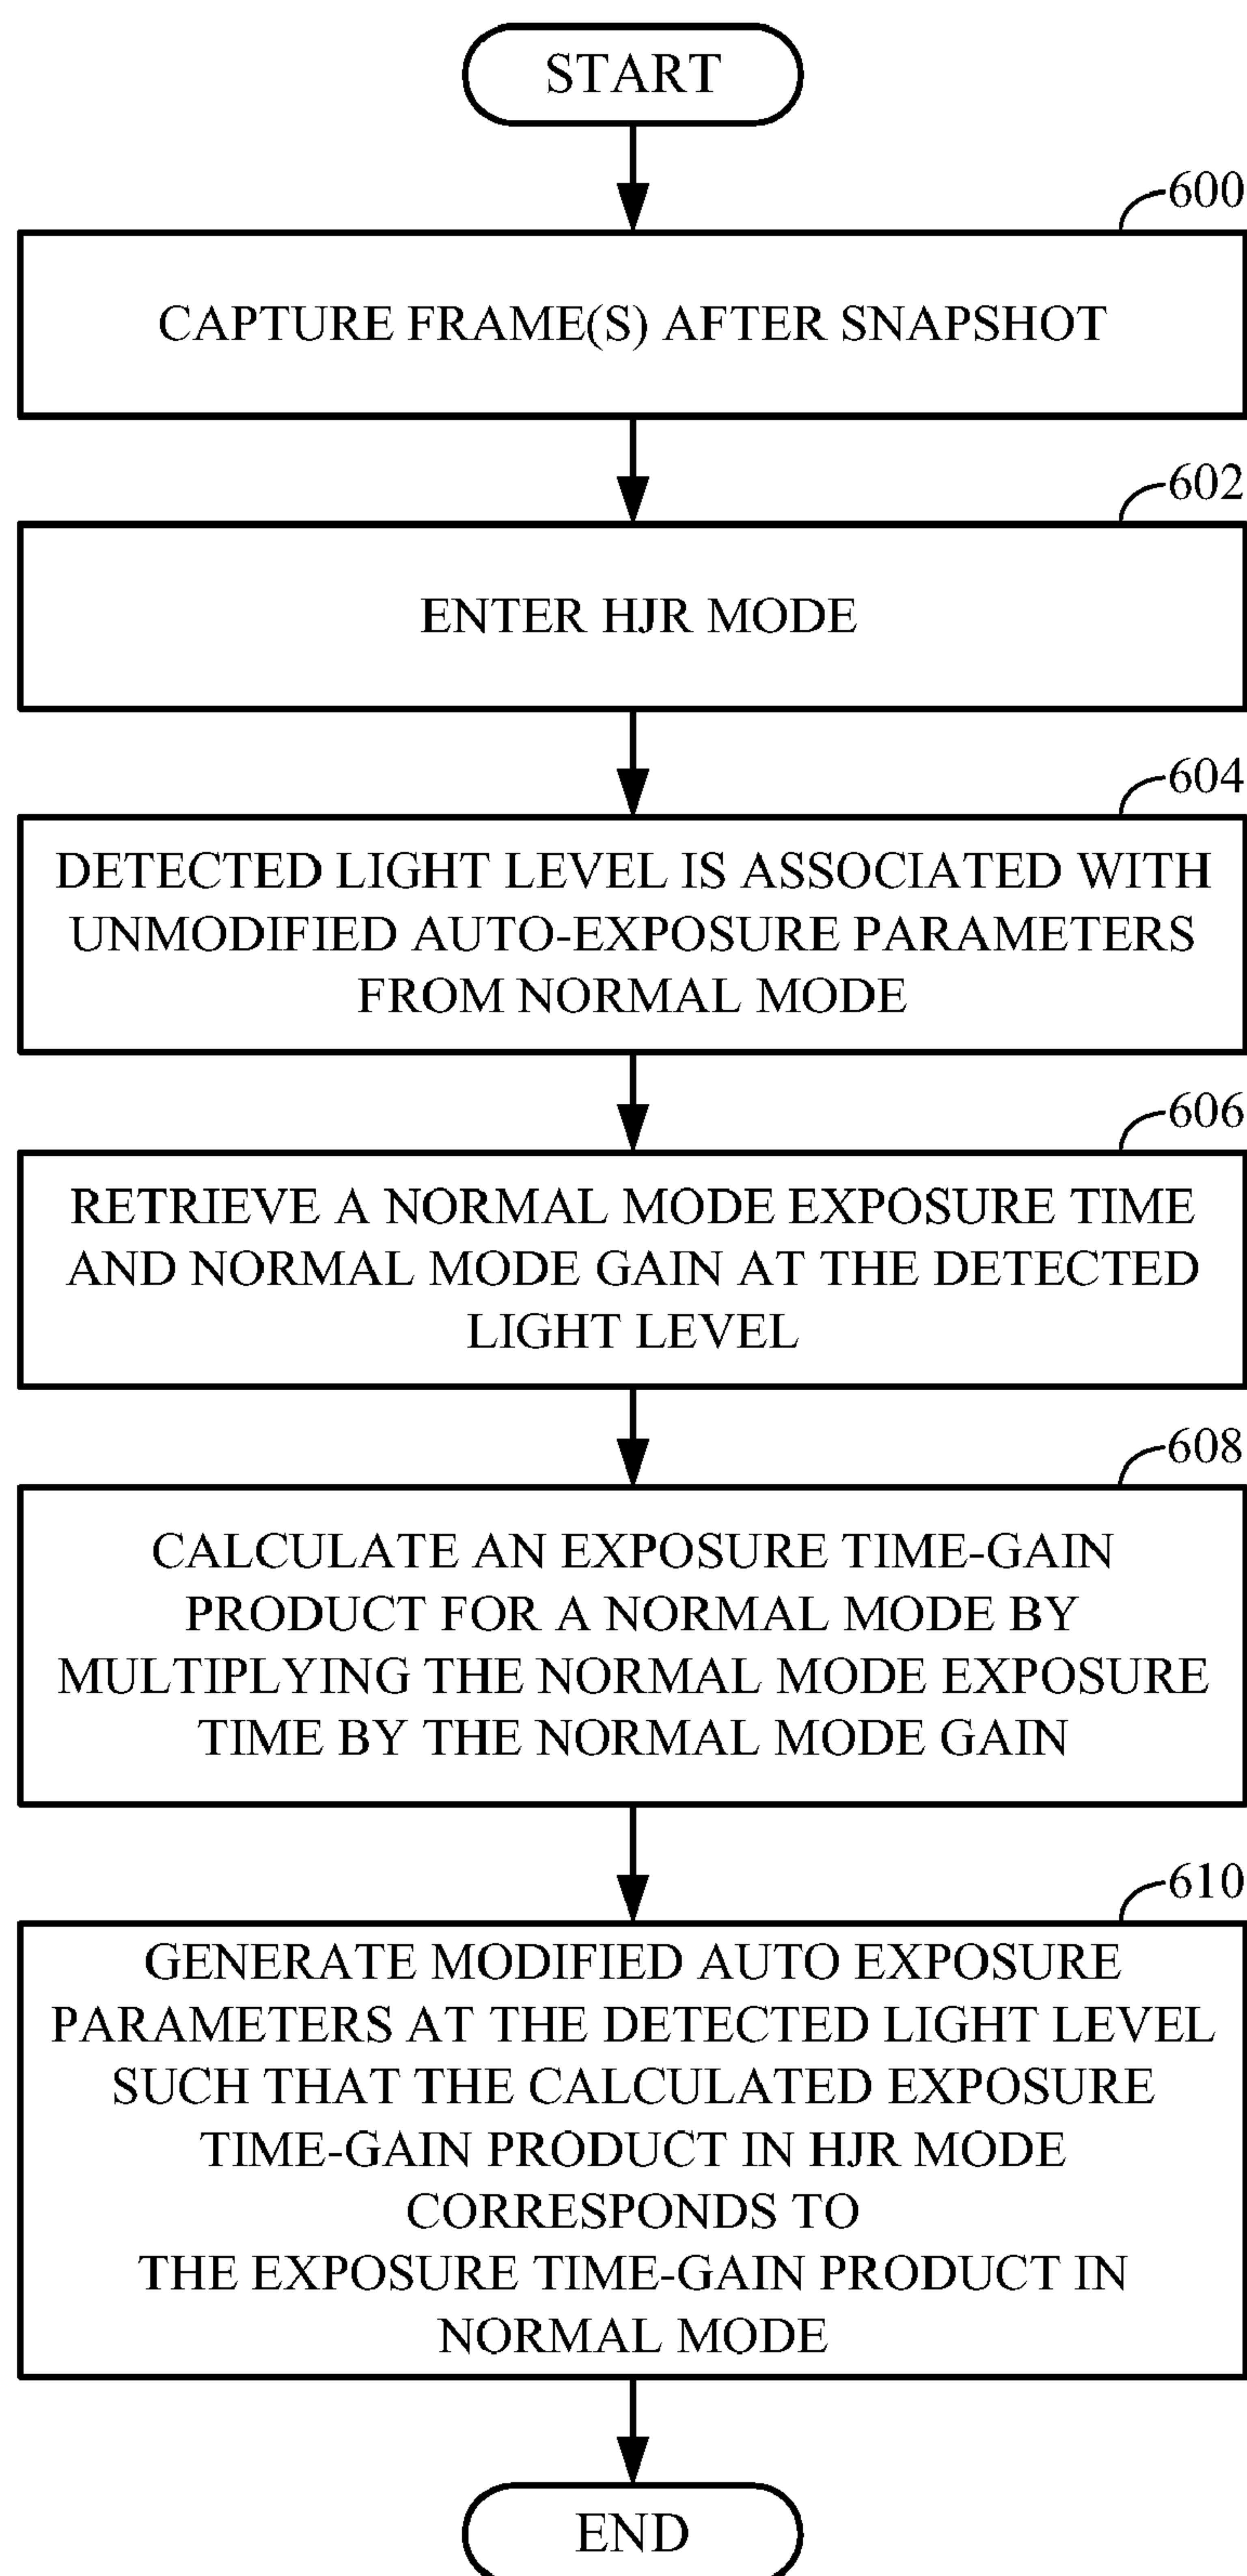 START
600
CAPTURE FRAME(S) AFTER SNAPSHOT
602
ENTER HJR MODE
604
DETECTED LIGHT LEVEL IS ASSOCIATED WITH
UNMODIFIED AUTO-EXPOSURE PARAMETERS
FROM NORMAL MODE
606
RETRIEVE A NORMAL MODE EXPOSURE TIME
AND NORMAL MODE GAIN AT THE DETECTED
LIGHT LEVEL
608
CALCULATE AN EXPOSURE TIME-GAIN
PRODUCT FOR A NORMAL MODE BY
MULTIPLYING THE NORMAL MODE EXPOSURE
TIME BY THE NORMAL MODE GAIN
610
GENERATE MODIFIED AUTO EXPOSURE
PARAMETERS AT THE DETECTED LIGHT LEVEL
SUCH THAT THE CALCULATED EXPOSURE
TIME-GAIN PRODUCT IN HJR MODE
CORRESPONDS TO
THE EXPOSURE TIME-GAIN PRODUCT IN
NORMAL MODE
END